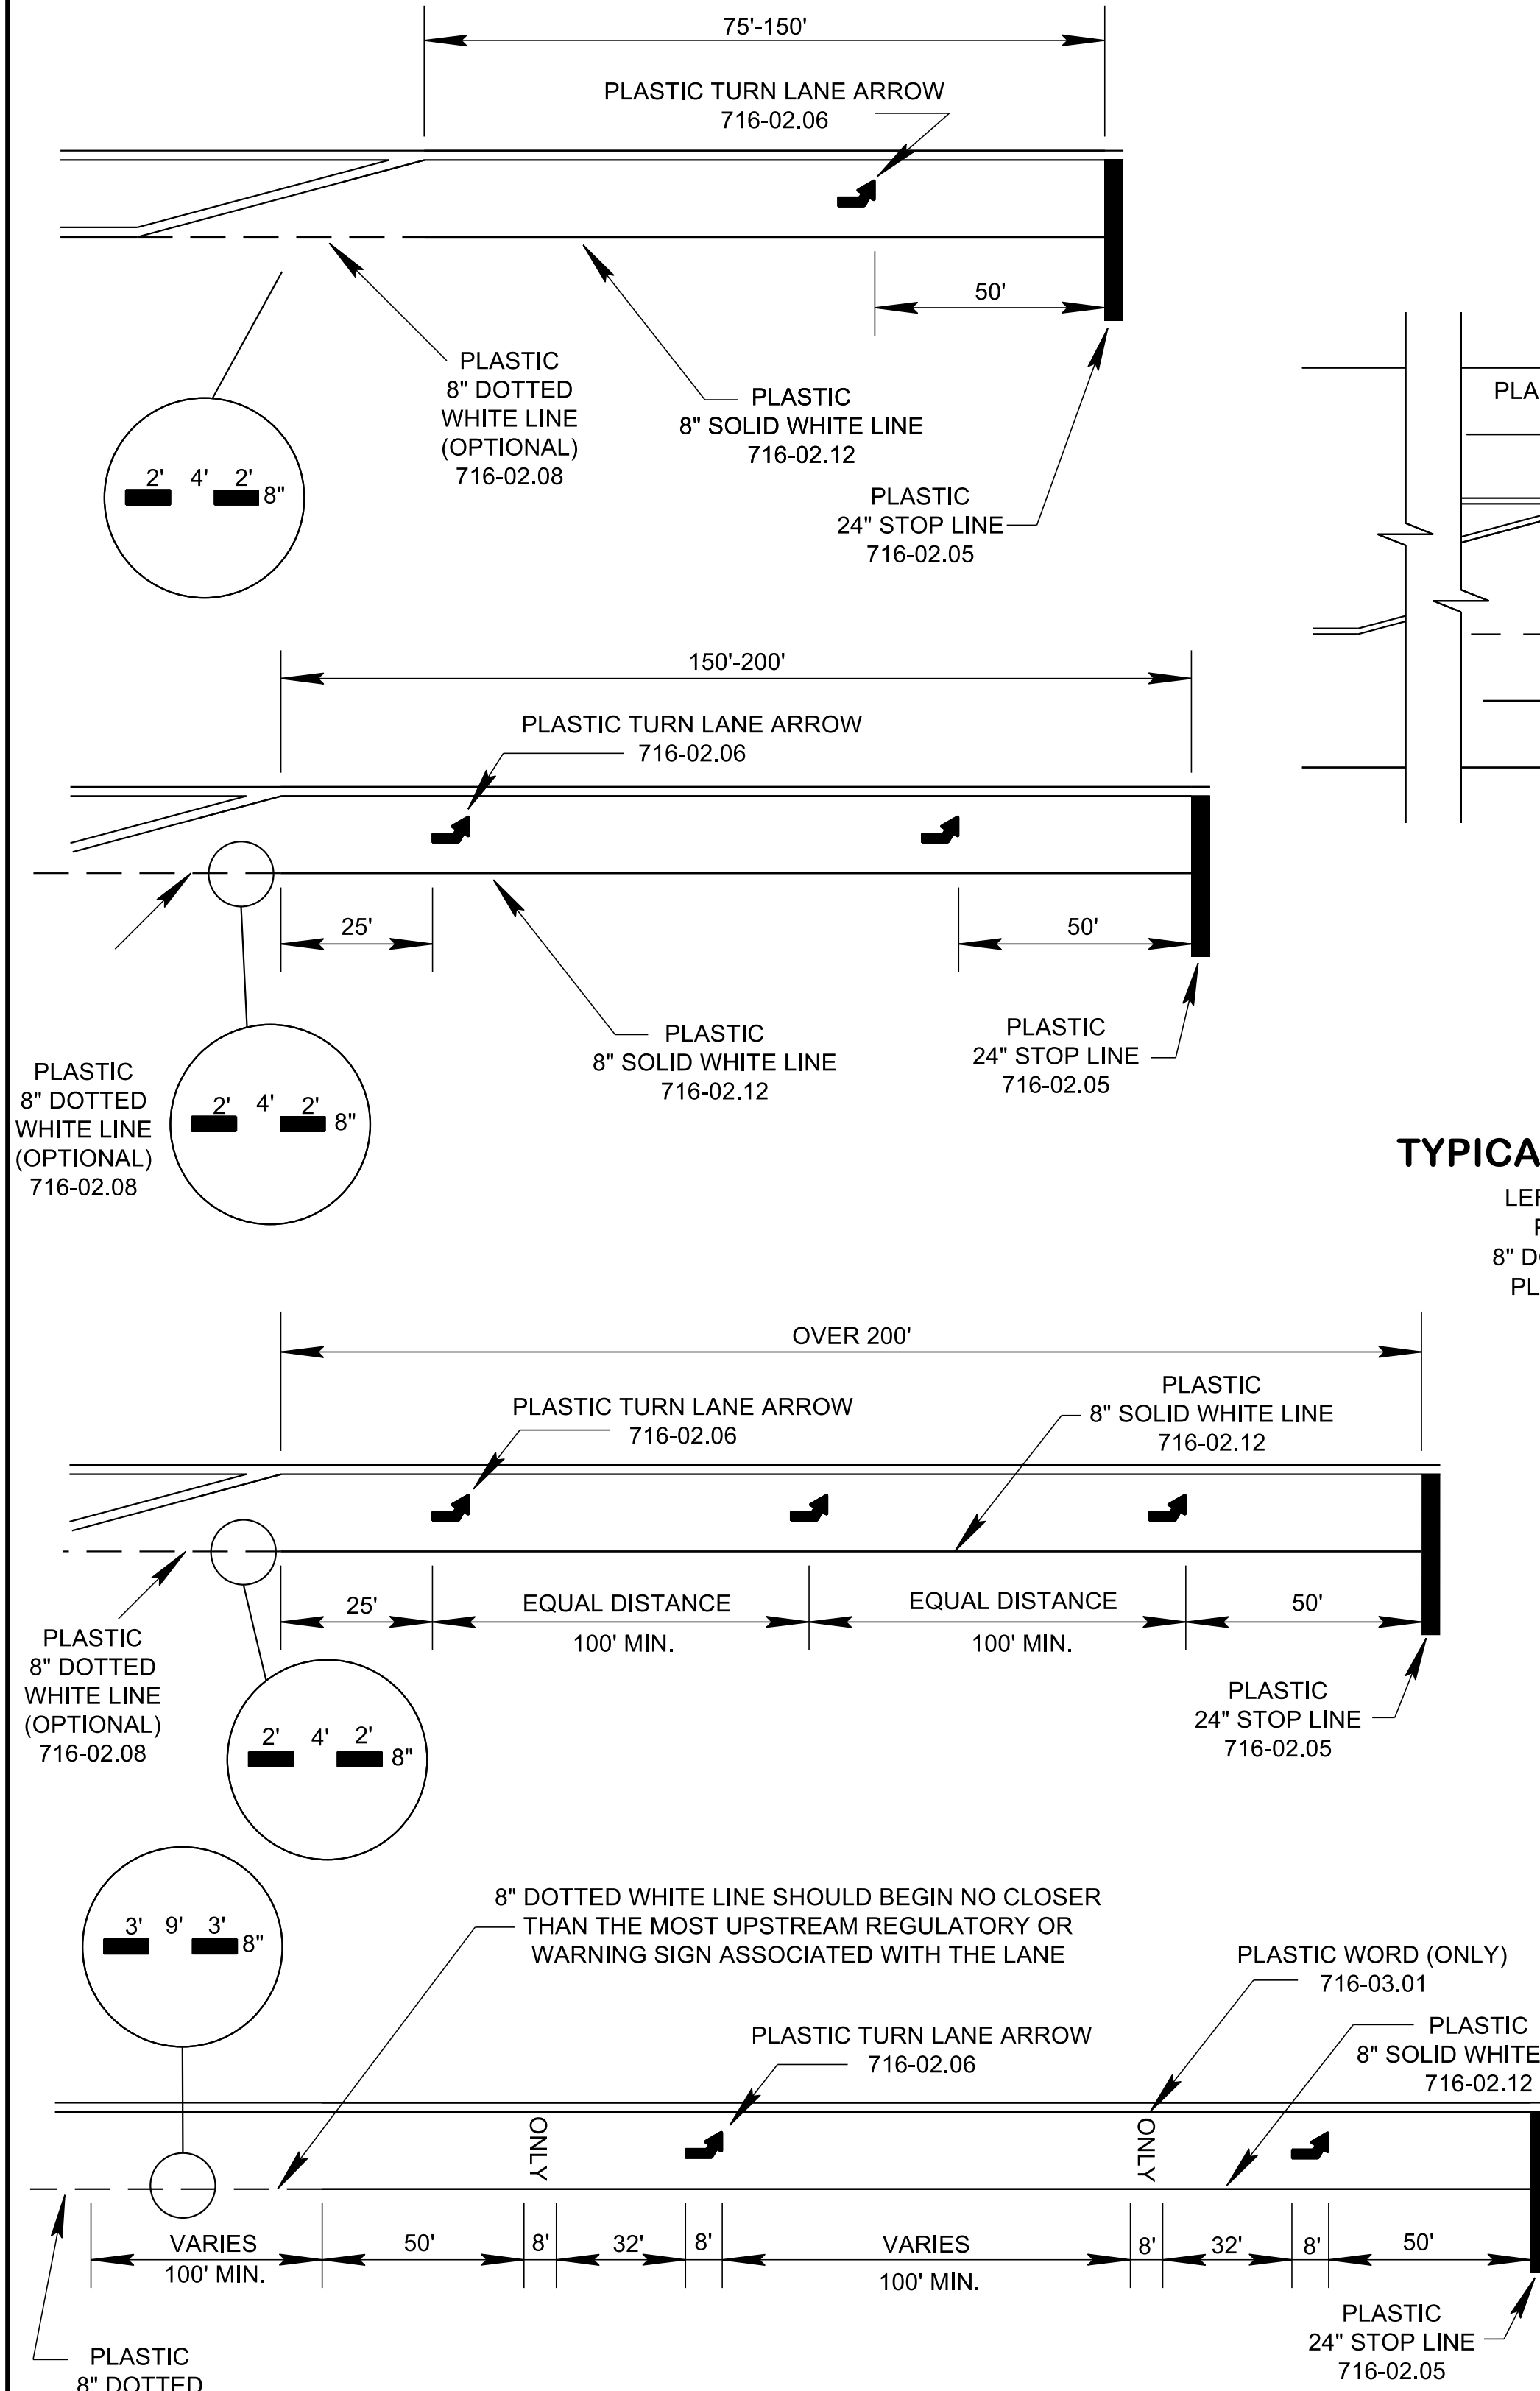 75'-150'
PLASTIC TURN LANE ARROW
716-02.06
50'
PLASTIC
8" DOTTED
WHITE LINE
(OPTIONAL)
716-02.08
PLASTIC
8" SOLID WHITE LINE
716-02.12
PLASTIC
24" STOP LINE
716-02.05
2' 4' 2'
8"
PLA
150'-200'
PLASTIC TURN LANE ARROW
716-02.06
25'
50'
PLASTIC
8" SOLID WHITE LINE
716-02.12
PLASTIC
24" STOP LINE
716-02.05
PLASTIC
8" DOTTED
WHITE LINE
(OPTIONAL)
716-02.08
2' 4' 2'
8"
TYPICA
LEF
8" D
PL
OVER 200'
PLASTIC TURN LANE ARROW
716-02.06
PLASTIC
8" SOLID WHITE LINE
716-02.12
25'
EQUAL DISTANCE
100' MIN.
EQUAL DISTANCE
100' MIN.
50'
PLASTIC
8" DOTTED
WHITE LINE
(OPTIONAL)
716-02.08
2' 4' 2'
8"
PLASTIC
24" STOP LINE
716-02.05
3' 9' 3'
8"
8" DOTTED WHITE LINE SHOULD BEGIN NO CLOSER
THAN THE MOST UPSTREAM REGULATORY OR
WARNING SIGN ASSOCIATED WITH THE LANE
PLASTIC WORD (ONLY)
716-03.01
PLASTIC TURN LANE ARROW
716-02.06
PLASTIC
8" SOLID WHITE
716-02.12
ONLY
ONLY
VARIES
100' MIN.
50'
8'
32'
8'
VARIES
100' MIN.
8'
32'
8'
50'
PLASTIC
24" STOP LINE
716-02.05
PLASTIC
8" DOTTED